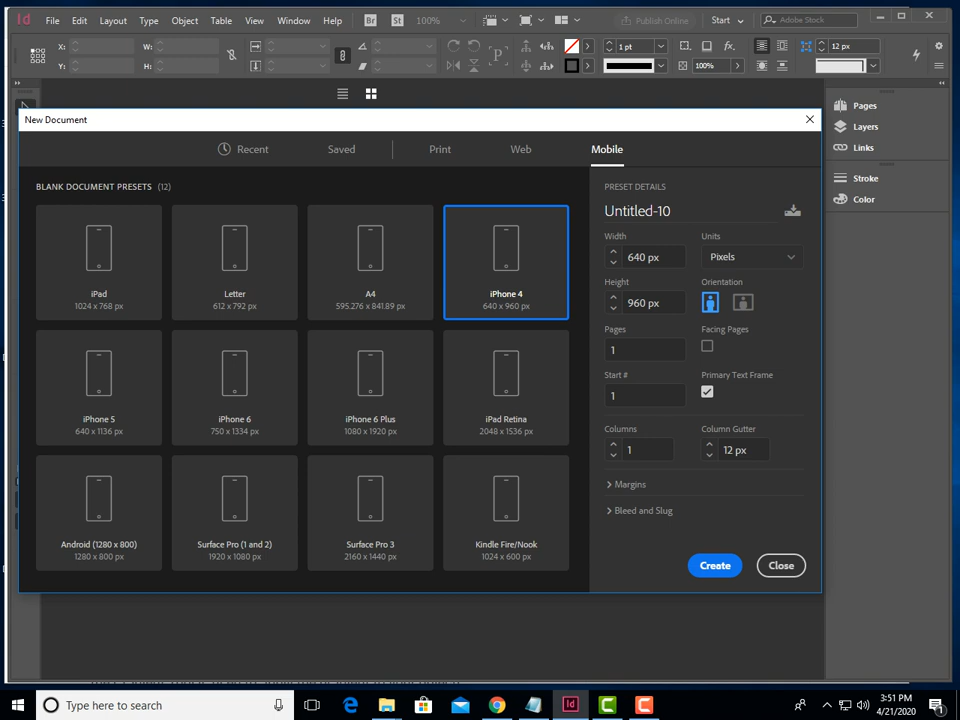 Id File Edit Layout Type Object Table View Window Help Br St 100% Publish Online Start Adobe Stock
X: W: 1 pt fx. 12 px
Y: H: P 100%
Pages
Layers
Links
Stroke
Color
New Document
Recent Saved Print Web Mobile
BLANK DOCUMENT PRESETS (12)
iPad
1024 x 768 px
Letter
612 x 792 px
A4
595.276 x 841.89 px
iPhone 4
640 x 960 px
iPhone 5
640 x 1136 px
iPhone 6
750 x 1334 px
iPhone 6 Plus
1080 x 1920 px
iPad Retina
2048 x 1536 px
Android (1280 x 800)
1280 x 800 px
Surface Pro (1 and 2)
1920 x 1080 px
Surface Pro 3
2160 x 1440 px
Kindle Fire/Nook
1024 x 600 px
PRESET DETAILS
Untitled-10
Width Units
640 px Pixels
Height Orientation
960 px
Pages Facing Pages
1
Start # Primary Text Frame
1
Columns Column Gutter
1 12 px
Margins
Bleed and Slug
Create Close
Type here to search
Id
3:51 PM
4/21/2020
1